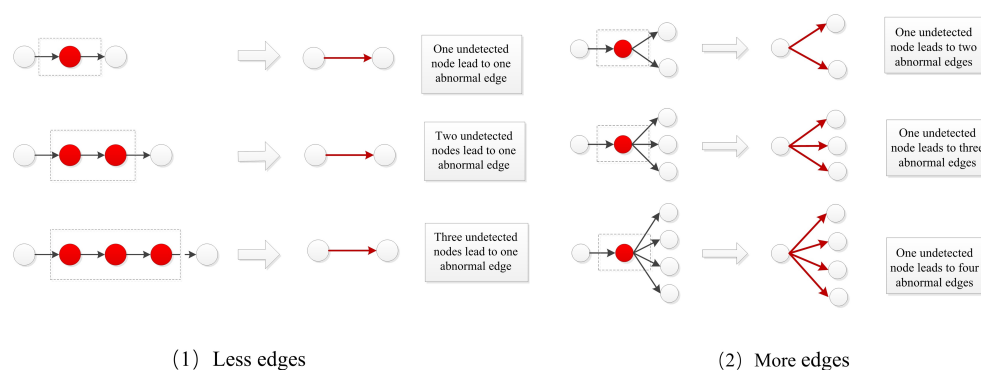 One undetected
node lead to one
abnormal edge
Two undetected
nodes lead to one
abnormal edge
Three undetected
nodes lead to one
abnormal edge
(1) Less edges
One undetected
node leads to two
abnormal edges
One undetected
node leads to three
abnormal edges
One undetected
node leads to four
abnormal edges
(2) More edges